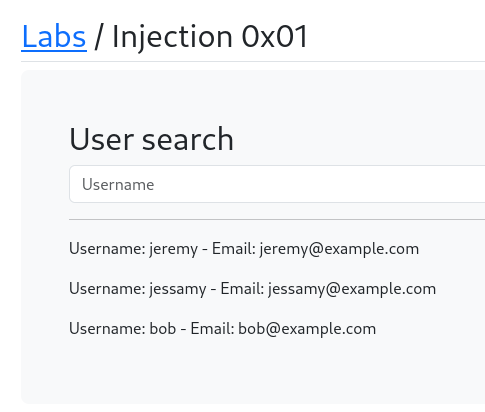 Labs / Injection 0x01
User search
Username
Username: jeremy - Email: jeremy@example.com
Username: jessamy - Email: jessamy@example.com
Username: bob - Email: bob@example.com